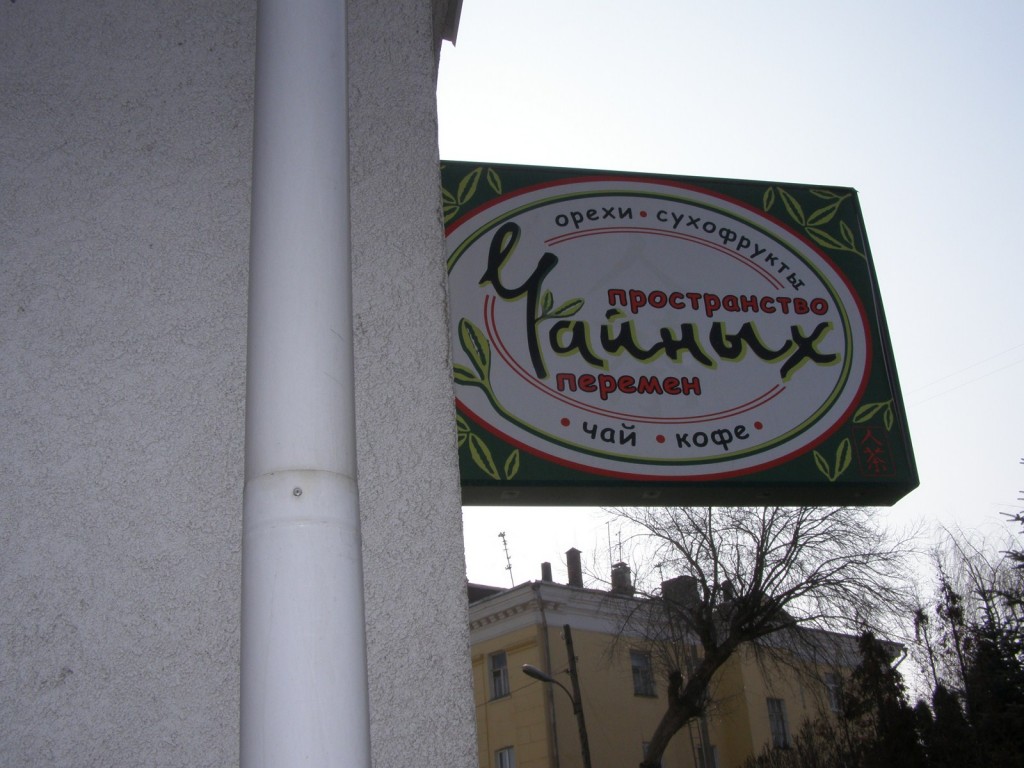 орехи • сухофрукты
пространство
Чайных
перемен
• чай • кофе •